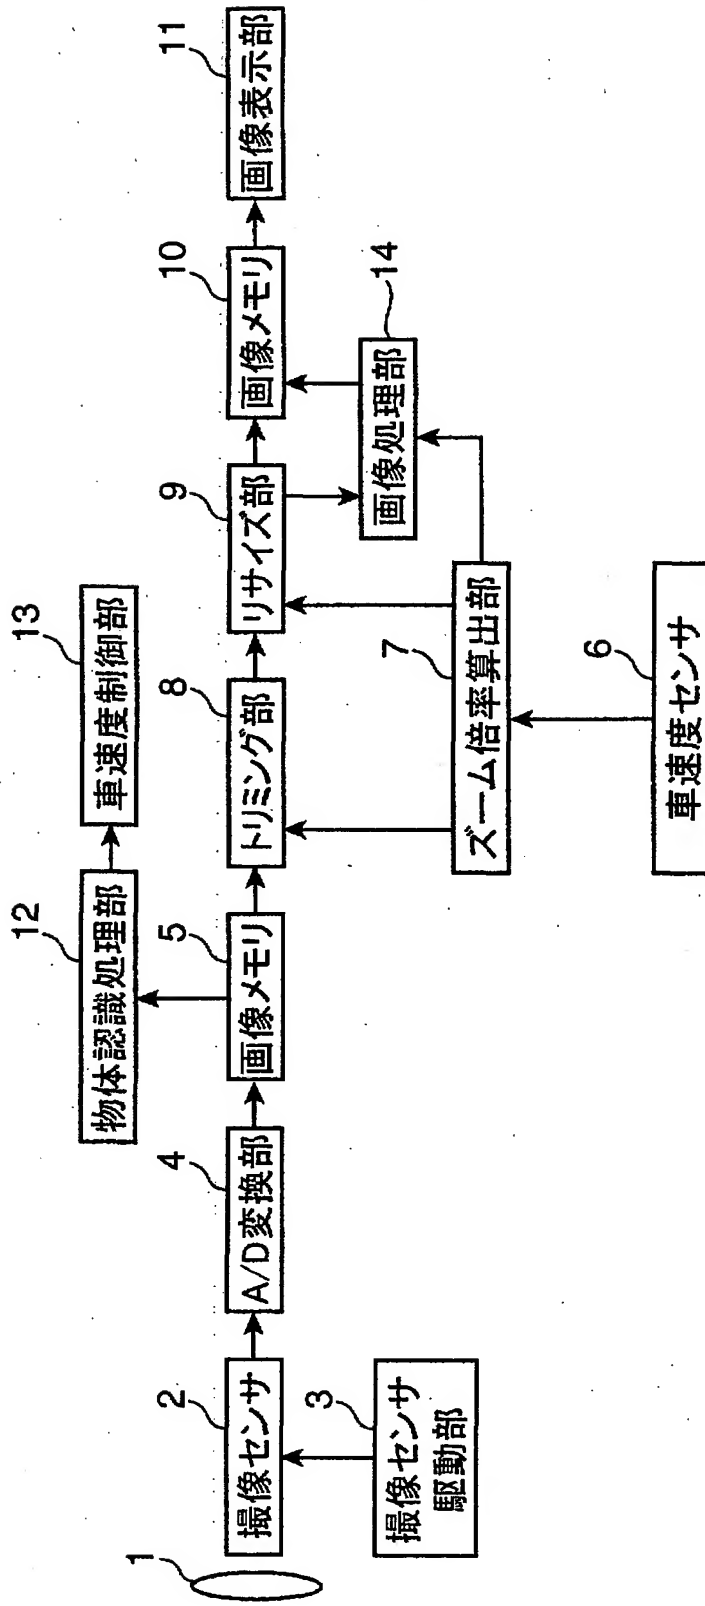 1
2
撮像センサ
3
撮像センサ
駆動部
4
A/D変換部
5
画像メモリ
12
物体認識処理部
13
車速度制御部
8
トリミング部
9
リサイズ部
10
画像メモリ
11
画像表示部
14
画像処理部
7
ズーム倍率算出部
6
車速度センサ